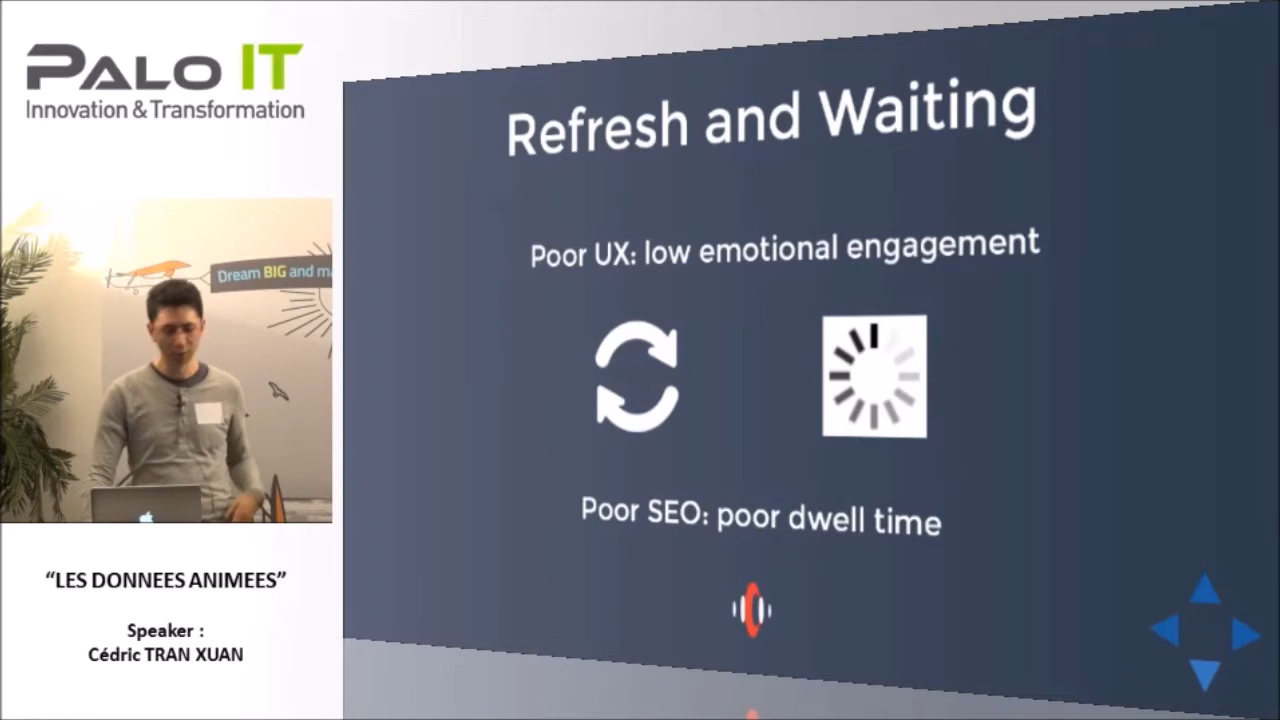 PALO IT
Innovation & Transformation
Dream BIG and
“LES DONNEES ANIMEES”
Speaker :
Cédric TRAN XUAN
Refresh and Waiting
Poor UX: low emotional engagement
Poor SEO: poor dwell time